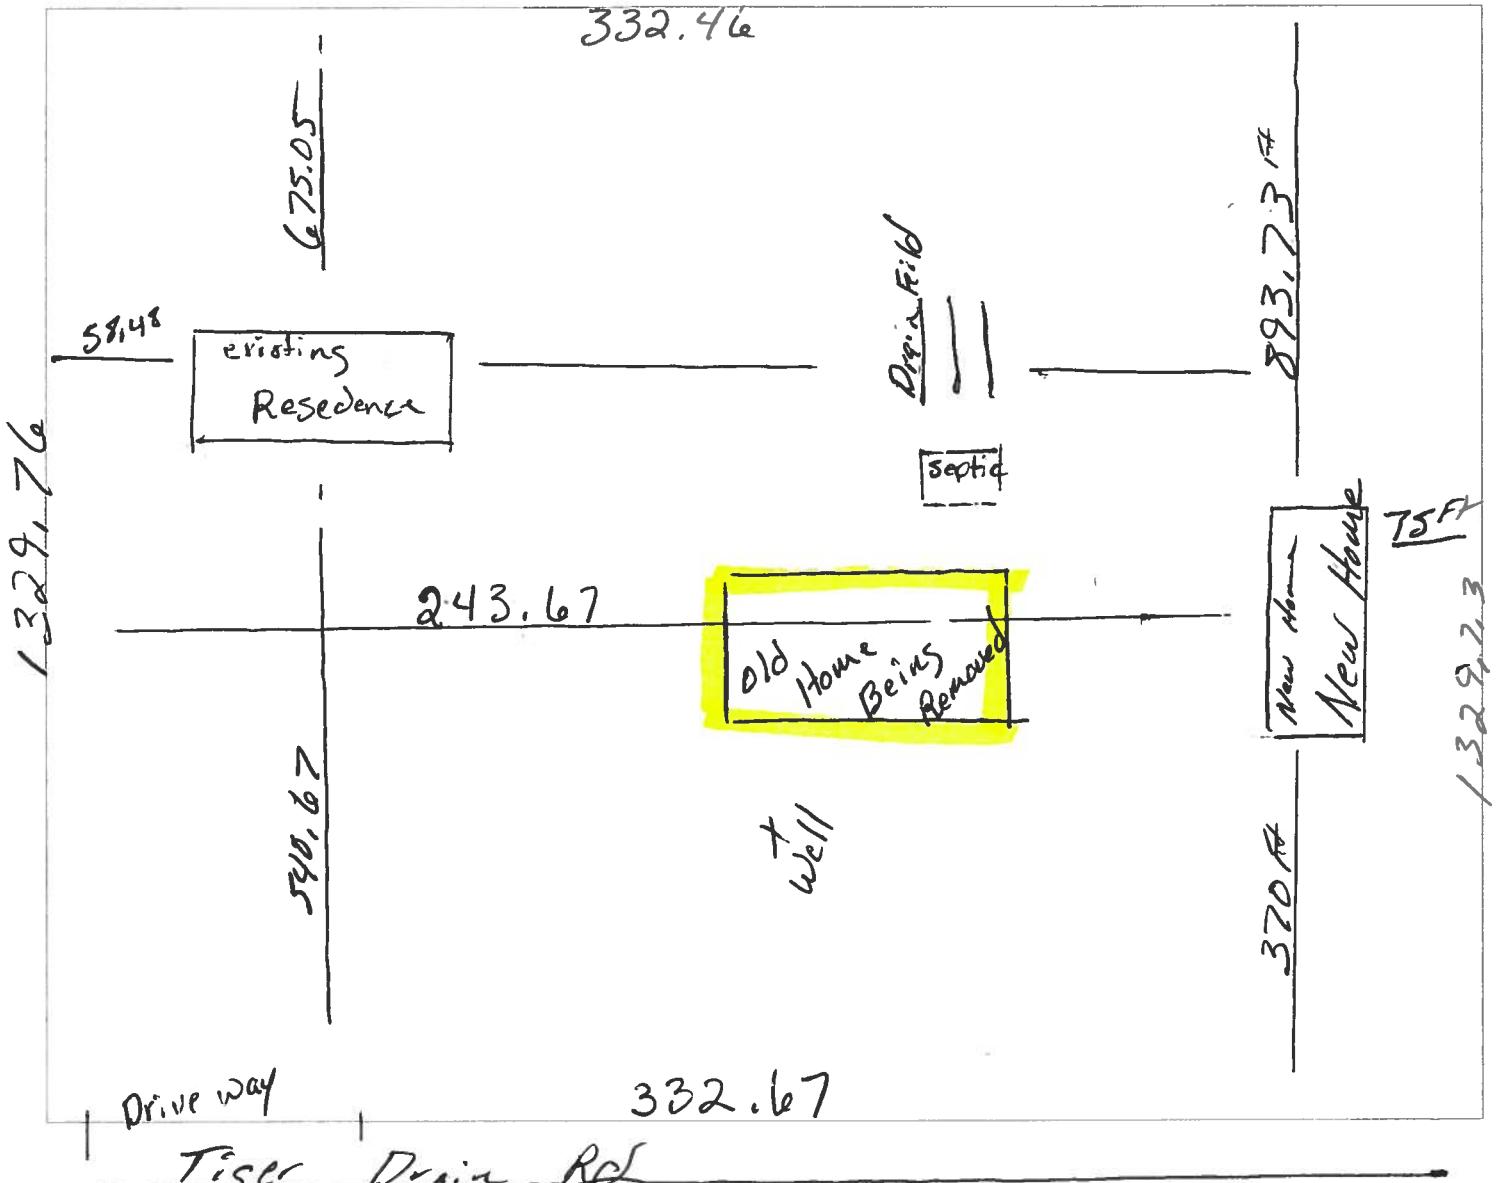 332.46
675.05
893.73 ft
Drain Feild
58.48
existing
Resedence
1329.76
septic
75 Ft
New Home
New Home
243.67
Old Home Being Removed
1329.73
540.67
Well
370 ft
Drive way
332.67
Tiger Drain Rd